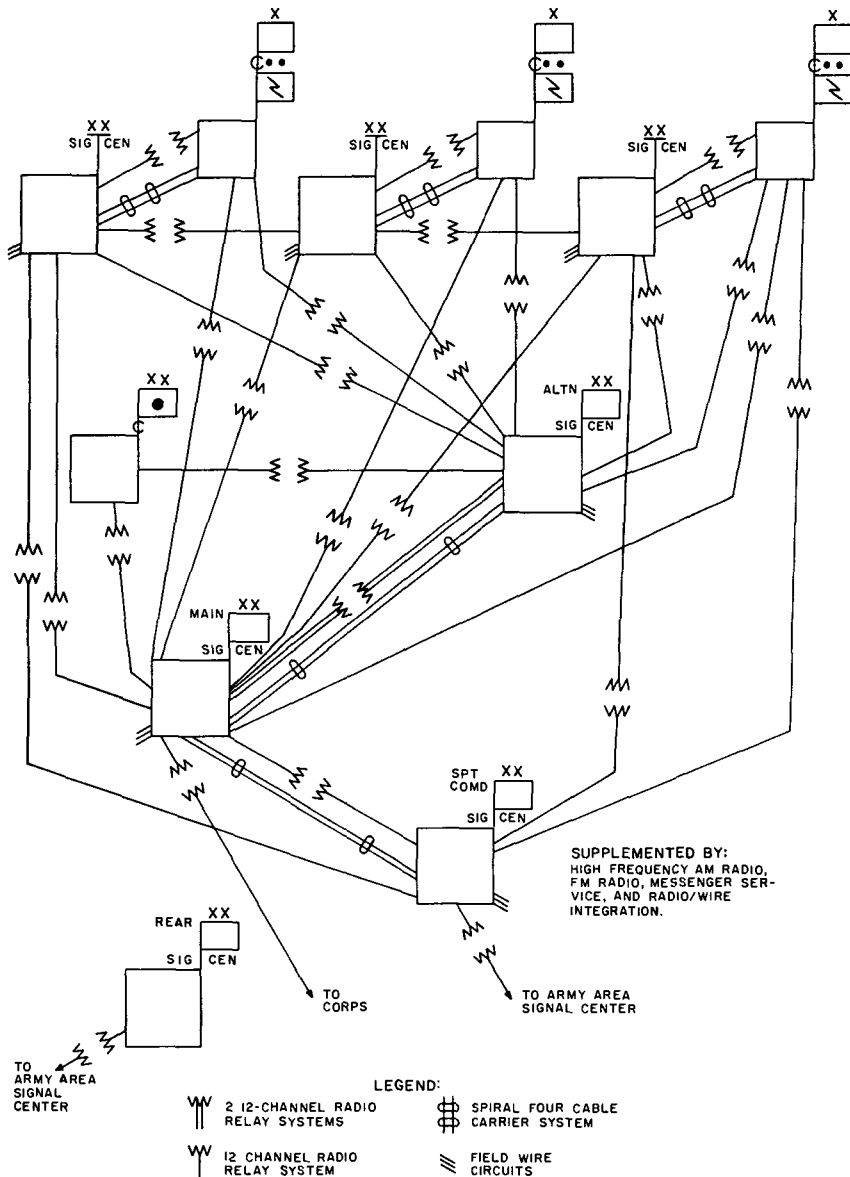 X
X
X
C
C
C
XX
SIG CEN
XX
SIG CEN
XX
SIG CEN
XX
C
ALTN XX
SIG CEN
MAIN XX
SIG CEN
SPT XX
COMD
SIG CEN
SUPPLEMENTED BY:
HIGH FREQUENCY AM RADIO,
FM RADIO, MESSENGER SER-
VICE, AND RADIO/WIRE
INTEGRATION.
REAR XX
SIG CEN
TO
CORPS
TO ARMY AREA
SIGNAL CENTER
TO
ARMY AREA
SIGNAL
CENTER
LEGEND:
2 12-CHANNEL RADIO
RELAY SYSTEMS
SPIRAL FOUR CABLE
CARRIER SYSTEM
12 CHANNEL RADIO
RELAY SYSTEM
FIELD WIRE
CIRCUITS